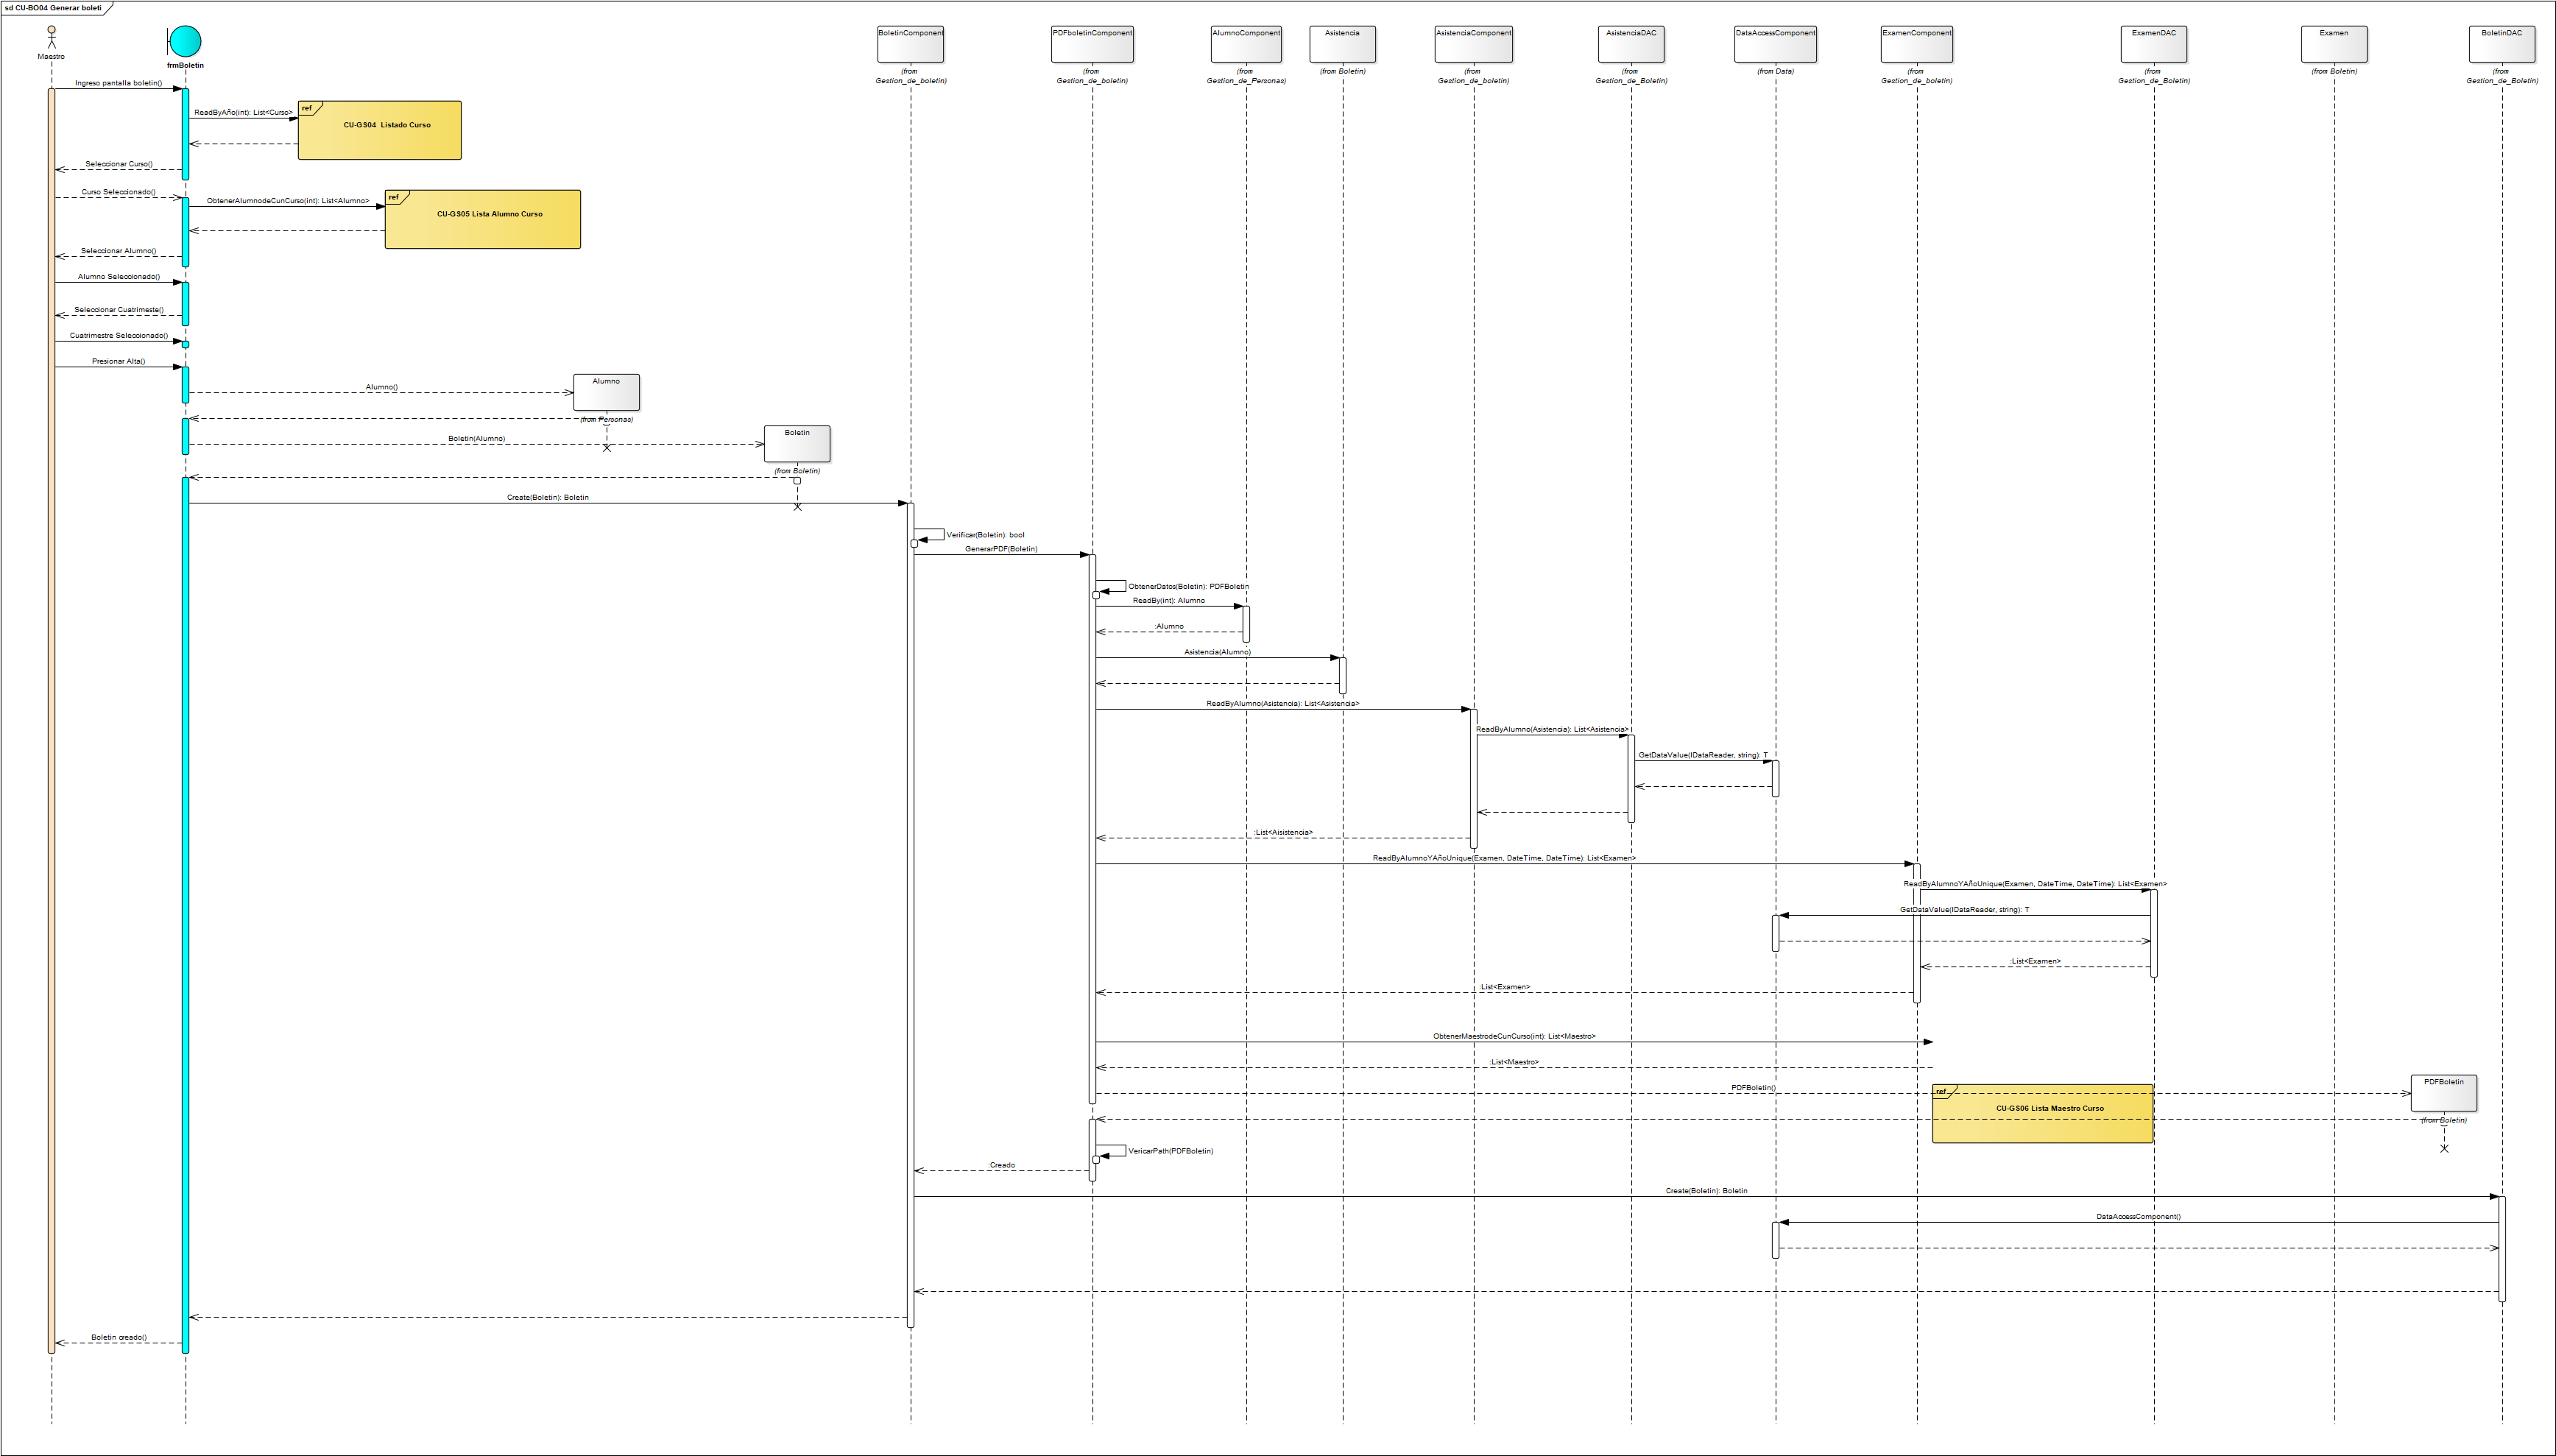 sd CU-BO04 Generar boleti
Maestro
frmBoletin
BoletinComponent
(from
Gestion_de_boletin)
PDFboletinComponent
(from
Gestion_de_boletin)
AlumnoComponent
(from
Gestion_de_Personas)
Asistencia
(from Boletin)
AsistenciaComponent
(from
Gestion_de_boletin)
AsistenciaDAC
(from
Gestion_de_Boletin)
DataAccessComponent
(from Data)
ExamenComponent
(from
Gestion_de_boletin)
ExamenDAC
(from
Gestion_de_Boletin)
Examen
(from Boletin)
BoletinDAC
(from
Gestion_de_Boletin)
Ingreso pantalla boletin()
ReadByAño(int): List<Curso>
ref
CU-GS04  Listado Curso
Seleccionar Curso()
Curso Seleccionado()
ObtenerAlumnodeCunCurso(int): List<Alumno>
ref
CU-GS05 Lista Alumno Curso
Seleccionar Alumno()
Alumno Seleccionado()
Seleccionar Cuatrimeste()
Cuatrimestre Seleccionado()
Presionar Alta()
Alumno()
Alumno
(from Personas)
Boletin(Alumno)
Boletin
(from Boletin)
Create(Boletin): Boletin
Verificar(Boletin): bool
GenerarPDF(Boletin)
ObtenerDatos(Boletin): PDFBoletin
ReadBy(int): Alumno
:Alumno
Asistencia(Alumno)
ReadByAlumno(Asistencia): List<Asistencia>
ReadByAlumno(Asistencia): List<Asistencia>
GetDataValue(IDataReader, string): T
:List<Aisistencia>
ReadByAlumnoYAñoUnique(Examen, DateTime, DateTime): List<Examen>
ReadByAlumnoYAñoUnique(Examen, DateTime, DateTime): List<Examen>
GetDataValue(IDataReader, string): T
:List<Examen>
:List<Examen>
ObtenerMaestrodeCunCurso(int): List<Maestro>
:List<Maestro>
PDFBoletin()
PDFBoletin
(from Boletin)
ref
CU-GS06 Lista Maestro Curso
VericarPath(PDFBoletin)
:Creado
Create(Boletin): Boletin
DataAccessComponent()
Boletin creado()